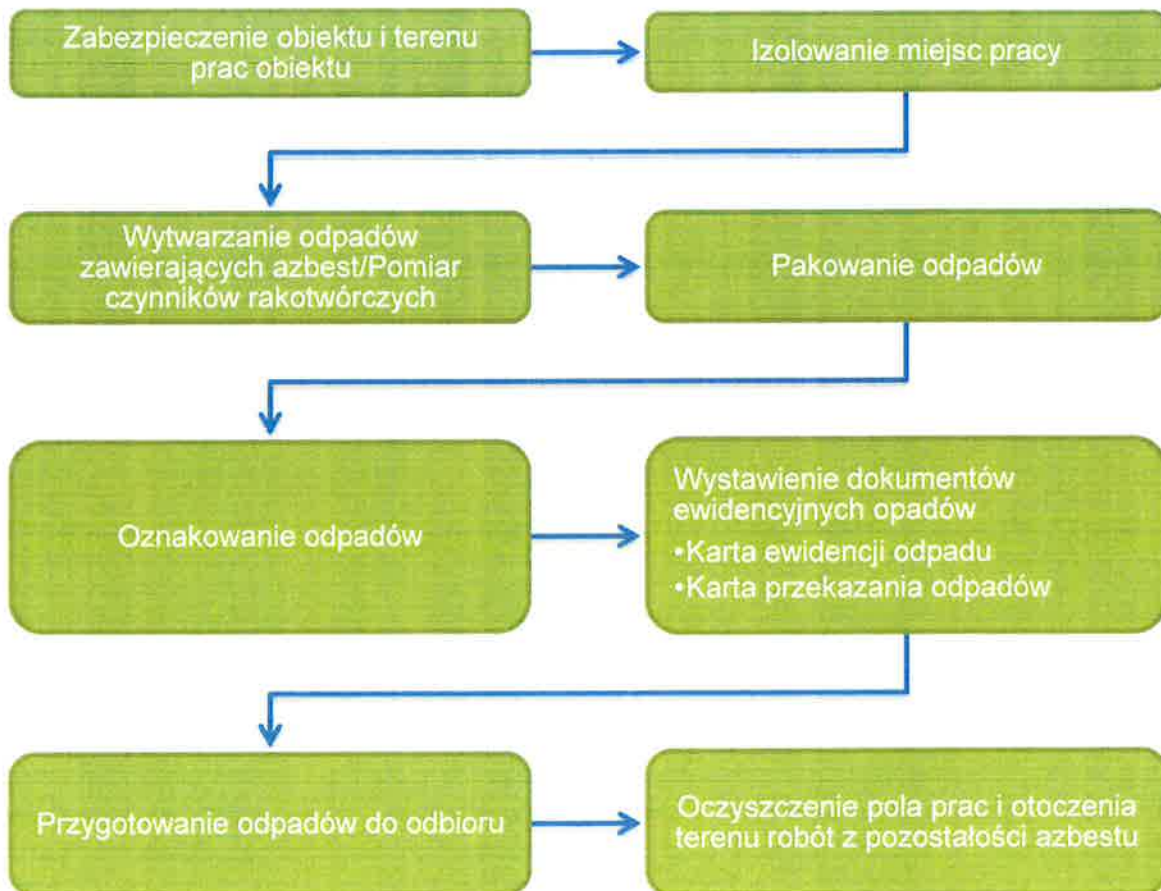 Zabezpieczenie obiektu i terenu
prac obiektu
Izolowanie miejsc pracy
Wytwarzanie odpadów
zawierających azbest/Pomiar
czynników rakotwórczych
Pakowanie odpadów
Oznakowanie odpadów
Wystawienie dokumentów
ewidencyjnych opadów
•Karta ewidencji odpadu
•Karta przekazania odpadów
Przygotowanie odpadów do odbioru
Oczyszczenie pola prac i otoczenia
terenu robót z pozostałości azbestu